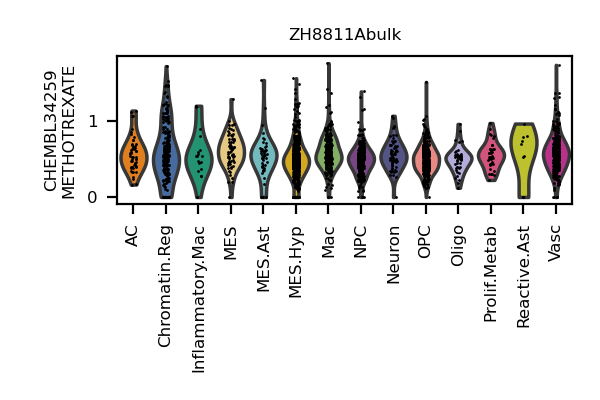 ZH8811Abulk
CHEMBL34259
METHOTREXATE
1
0
AC
Chromatin.Reg
Inflammatory.Mac
MES
MES.Ast
MES.Hyp
Mac
NPC
Neuron
OPC
Oligo
Prolif.Metab
Reactive.Ast
Vasc